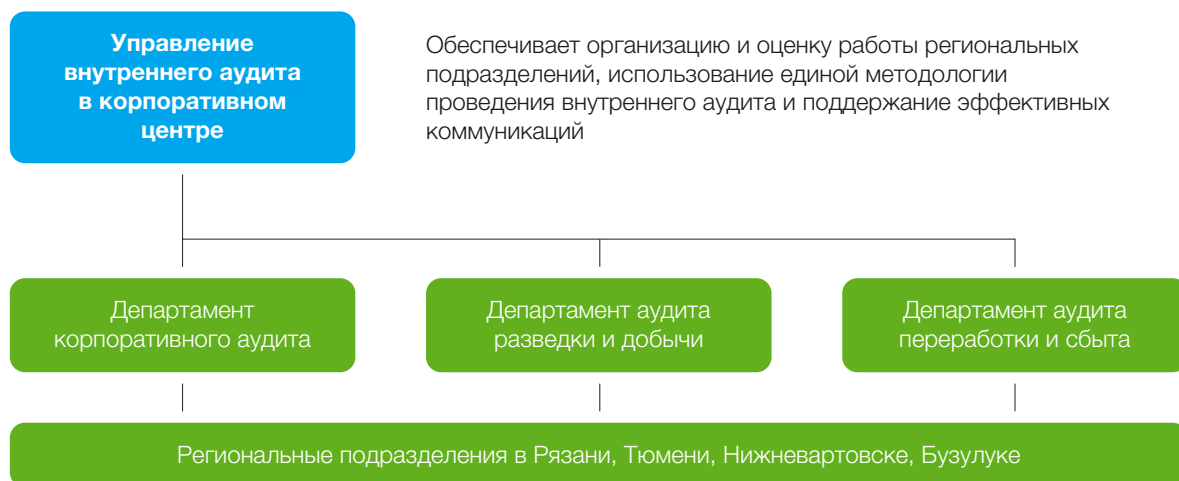 Управление
внутреннего аудита
в корпоративном
центре
Обеспечивает организацию и оценку работы региональных
подразделений, использование единой методологии
проведения внутреннего аудита и поддержание эффективных
коммуникаций
Департамент
корпоративного аудита
Департамент аудита
разведки и добычи
Департамент аудита
переработки и сбыта
Региональные подразделения в Рязани, Тюмени, Нижневартовске, Бузулуке